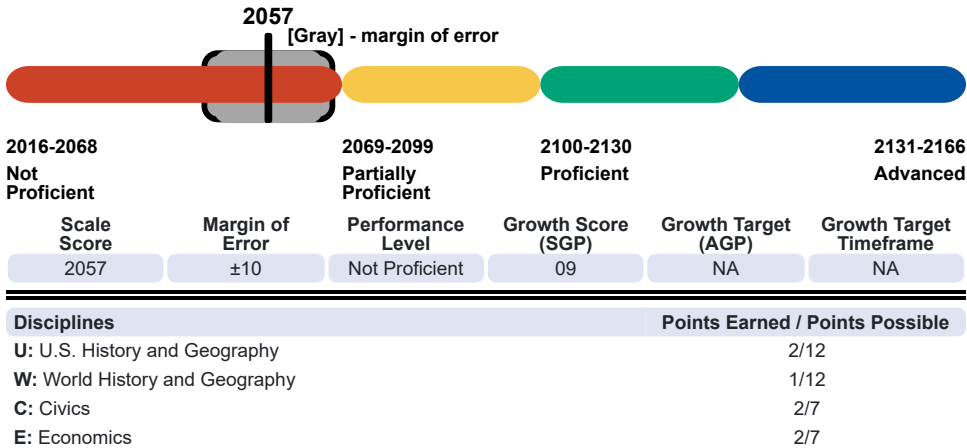 2057
[Gray] - margin of error
2016-2068 2069-2099 2100-2130 2131-2166
Not Proficient Partially Proficient Proficient Advanced
Scale Score Margin of Error Performance Level Growth Score (SGP) Growth Target (AGP) Growth Target Timeframe
2057 ±10 Not Proficient 09 NA NA
Disciplines Points Earned / Points Possible
U: U.S. History and Geography 2/12
W: World History and Geography 1/12
C: Civics 2/7
E: Economics 2/7